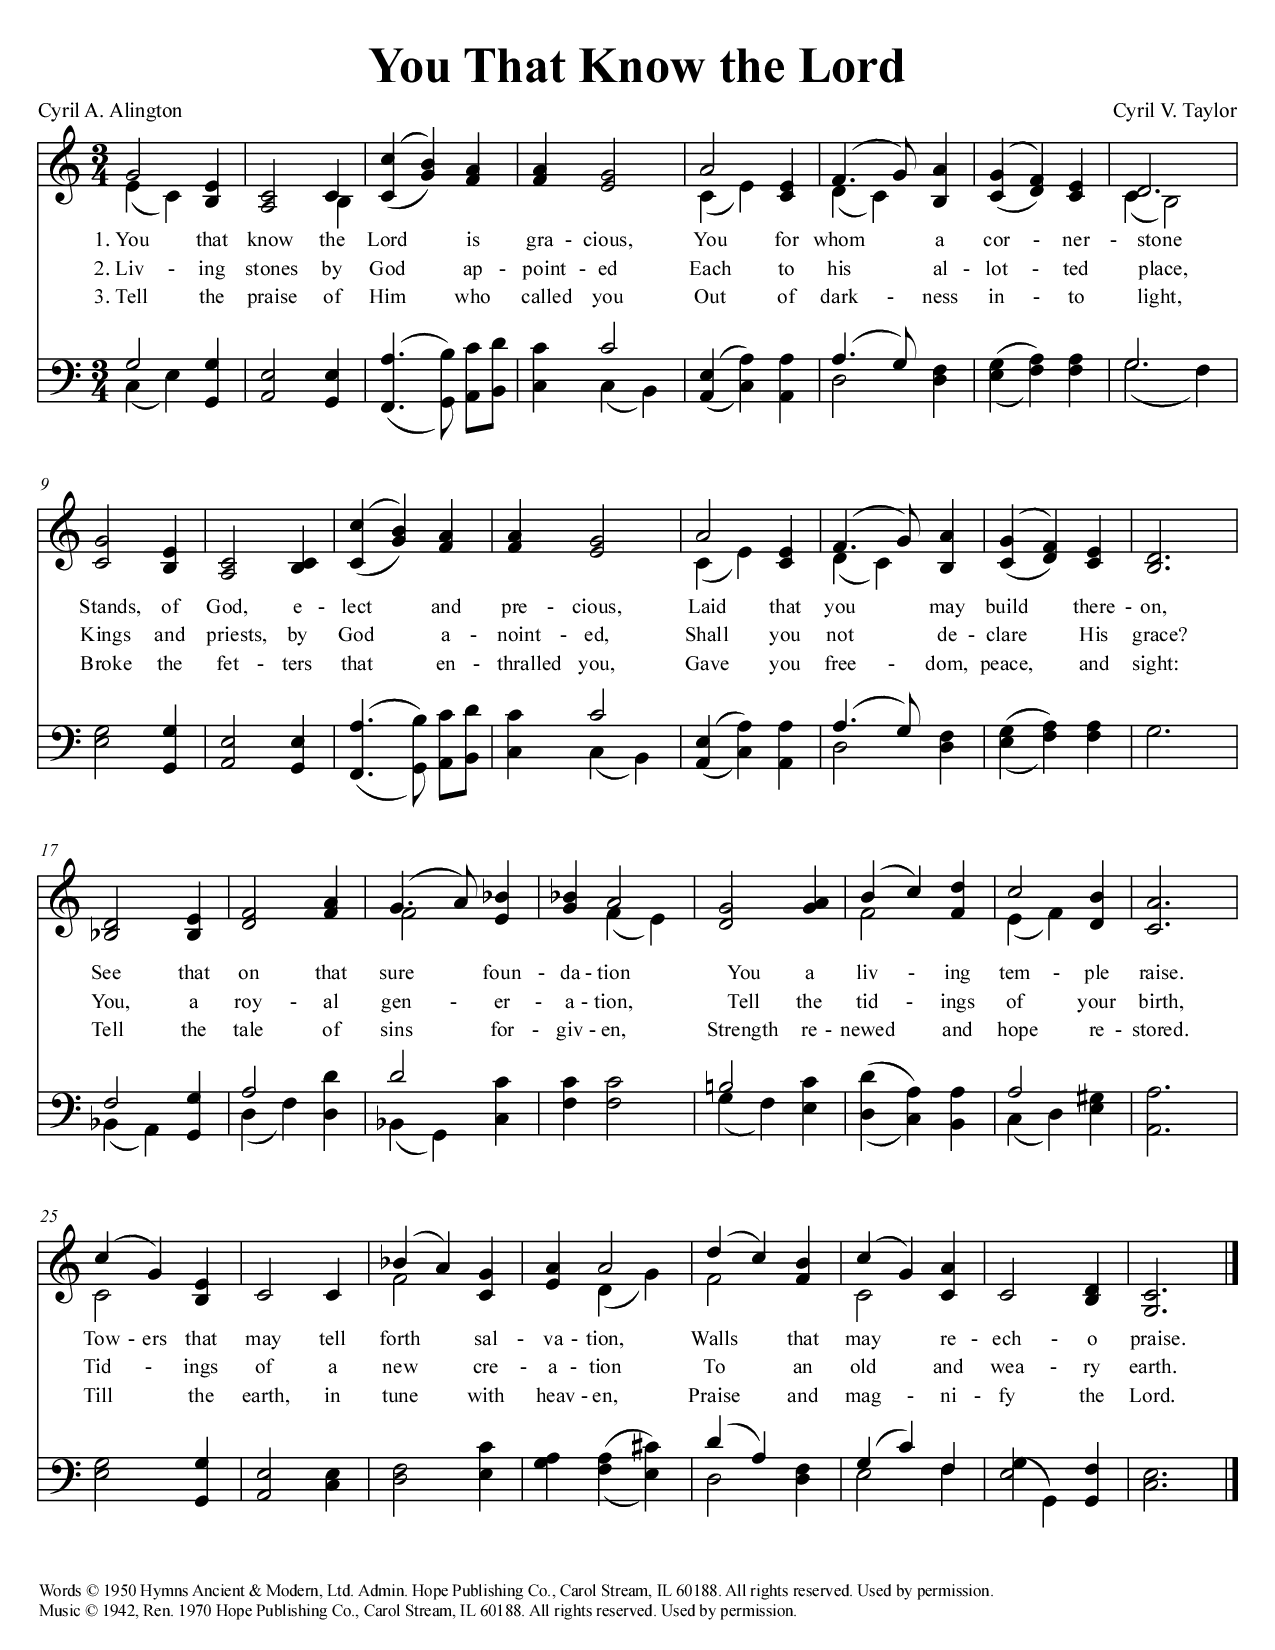 You That Know the Lord
Cyril A. Alington
Cyril V. Taylor
1. You that know the Lord is gra - cious, You for whom a cor - ner - stone
2. Liv - ing stones by God ap - point - ed Each to his al - lot - ted place,
3. Tell the praise of Him who called you Out of dark - ness in - to light,
9
Stands, of God, e - lect and pre - cious, Laid that you may build there - on,
Kings and priests, by God a - noint - ed, Shall you not de - clare His grace?
Broke the fet - ters that en - thralled you, Gave you free - dom, peace, and sight:
17
See that on that sure foun - da - tion You a liv - ing tem - ple raise.
You, a roy - al gen - er - a - tion, Tell the tid - ings of your birth,
Tell the tale of sins for - giv - en, Strength re - newed and hope re - stored.
25
Tow - ers that may tell forth sal - va - tion, Walls that may re - ech - o praise.
Tid - ings of a new cre - a - tion To an old and wea - ry earth.
Till the earth, in tune with heav - en, Praise and mag - ni - fy the Lord.
Words © 1950 Hymns Ancient & Modern, Ltd. Admin. Hope Publishing Co., Carol Stream, IL 60188. All rights reserved. Used by permission.
Music © 1942, Ren. 1970 Hope Publishing Co., Carol Stream, IL 60188. All rights reserved. Used by permission.